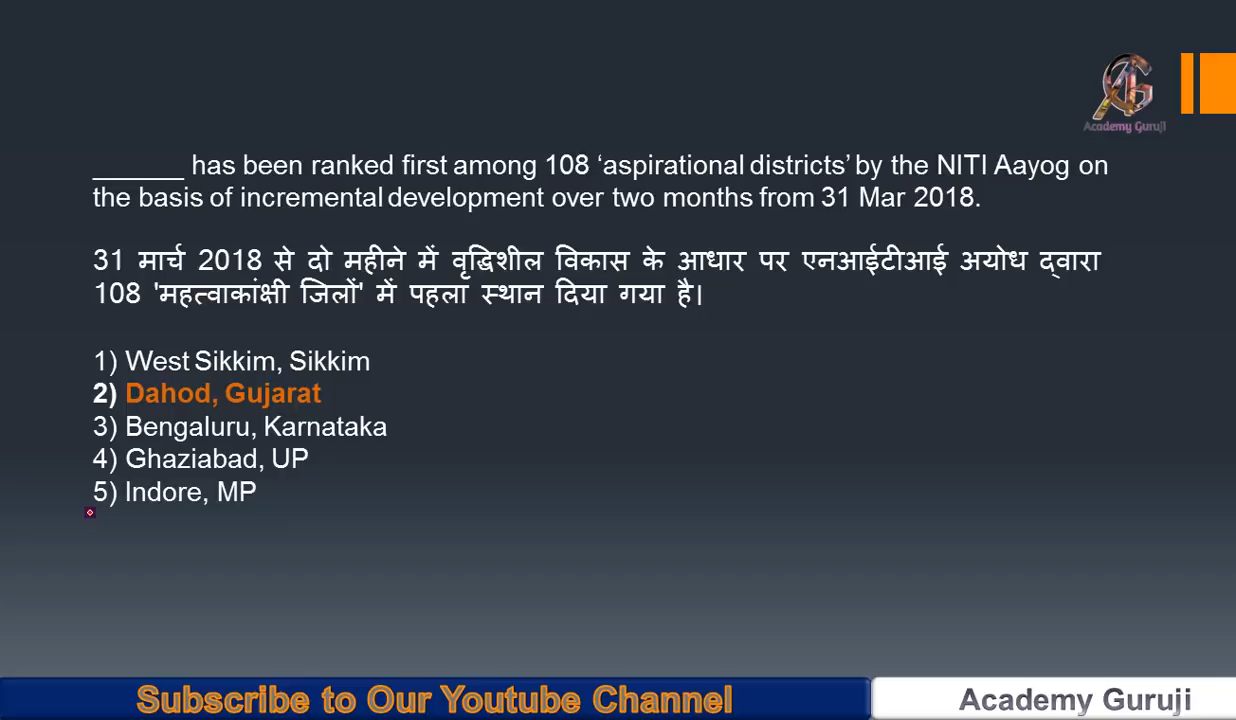 Academy Guruji
______ has been ranked first among 108 ‘aspirational districts’ by the NITI Aayog on
the basis of incremental development over two months from 31 Mar 2018.
31 मार्च 2018 से दो महीने में वृद्धिशील विकास के आधार पर एनआईटीआई अयोध द्वारा
108 'महत्वाकांक्षी जिलों' में पहला स्थान दिया गया है।
1) West Sikkim, Sikkim
2) Dahod, Gujarat
3) Bengaluru, Karnataka
4) Ghaziabad, UP
5) Indore, MP
Subscribe to Our Youtube Channel
Academy Guruji